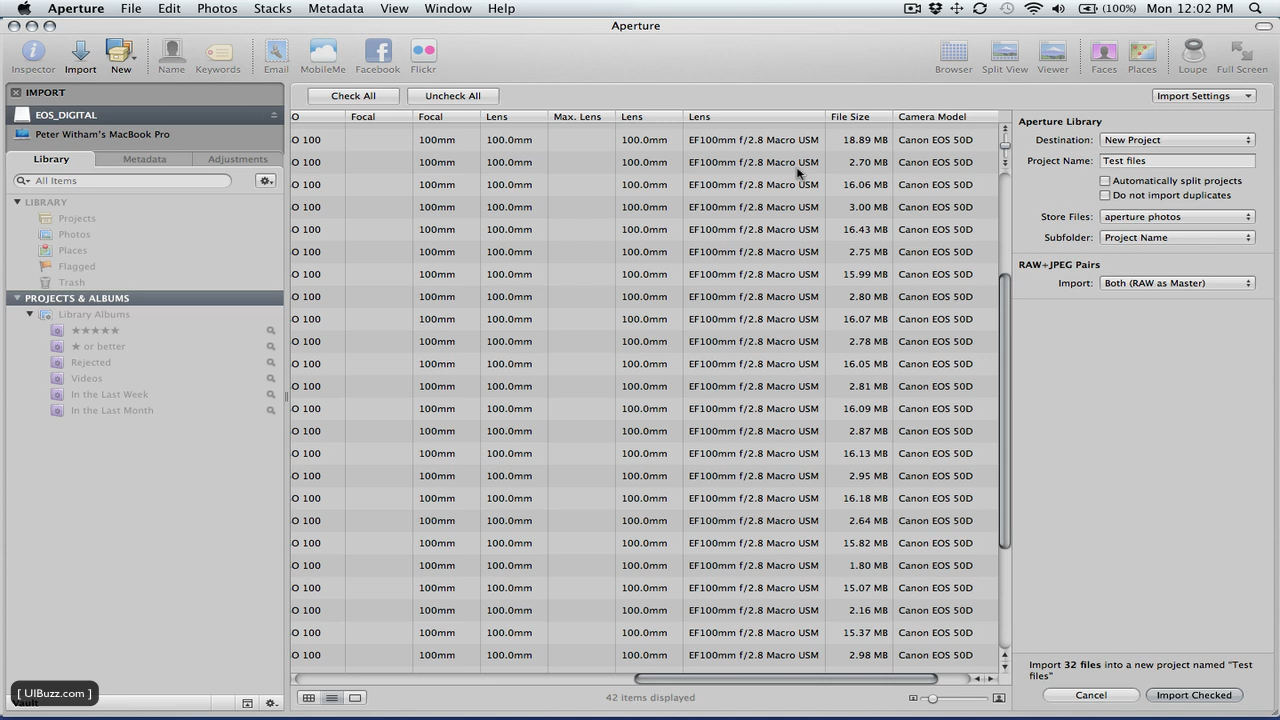 Aperture File Edit Photos Stacks Metadata View Window Help (100%) Mon 12:02 PM
Aperture
Inspector Import New Name Keywords Email MobileMe Facebook Flickr Browser Split View Viewer Faces Places Loupe Full Screen
IMPORT
EOS_DIGITAL
Peter Witham's MacBook Pro
Library Metadata Adjustments
All Items
LIBRARY
Projects
Photos
Places
Flagged
Trash
PROJECTS & ALBUMS
Library Albums
★★★★★
★ or better
Rejected
Videos
In the Last Week
In the Last Month
[ UIBuzz.com ]
Vault
Check All Uncheck All Import Settings
O Focal Focal Lens Max. Lens Lens Lens File Size Camera Model
O 100 100mm 100.0mm 100.0mm EF100mm f/2.8 Macro USM 18.89 MB Canon EOS 50D
O 100 100mm 100.0mm 100.0mm EF100mm f/2.8 Macro USM 2.70 MB Canon EOS 50D
O 100 100mm 100.0mm 100.0mm EF100mm f/2.8 Macro USM 16.06 MB Canon EOS 50D
O 100 100mm 100.0mm 100.0mm EF100mm f/2.8 Macro USM 3.00 MB Canon EOS 50D
O 100 100mm 100.0mm 100.0mm EF100mm f/2.8 Macro USM 16.43 MB Canon EOS 50D
O 100 100mm 100.0mm 100.0mm EF100mm f/2.8 Macro USM 2.75 MB Canon EOS 50D
O 100 100mm 100.0mm 100.0mm EF100mm f/2.8 Macro USM 15.99 MB Canon EOS 50D
O 100 100mm 100.0mm 100.0mm EF100mm f/2.8 Macro USM 2.80 MB Canon EOS 50D
O 100 100mm 100.0mm 100.0mm EF100mm f/2.8 Macro USM 16.07 MB Canon EOS 50D
O 100 100mm 100.0mm 100.0mm EF100mm f/2.8 Macro USM 2.78 MB Canon EOS 50D
O 100 100mm 100.0mm 100.0mm EF100mm f/2.8 Macro USM 16.05 MB Canon EOS 50D
O 100 100mm 100.0mm 100.0mm EF100mm f/2.8 Macro USM 2.81 MB Canon EOS 50D
O 100 100mm 100.0mm 100.0mm EF100mm f/2.8 Macro USM 16.09 MB Canon EOS 50D
O 100 100mm 100.0mm 100.0mm EF100mm f/2.8 Macro USM 2.87 MB Canon EOS 50D
O 100 100mm 100.0mm 100.0mm EF100mm f/2.8 Macro USM 16.13 MB Canon EOS 50D
O 100 100mm 100.0mm 100.0mm EF100mm f/2.8 Macro USM 2.95 MB Canon EOS 50D
O 100 100mm 100.0mm 100.0mm EF100mm f/2.8 Macro USM 16.18 MB Canon EOS 50D
O 100 100mm 100.0mm 100.0mm EF100mm f/2.8 Macro USM 2.64 MB Canon EOS 50D
O 100 100mm 100.0mm 100.0mm EF100mm f/2.8 Macro USM 15.82 MB Canon EOS 50D
O 100 100mm 100.0mm 100.0mm EF100mm f/2.8 Macro USM 1.80 MB Canon EOS 50D
O 100 100mm 100.0mm 100.0mm EF100mm f/2.8 Macro USM 15.07 MB Canon EOS 50D
O 100 100mm 100.0mm 100.0mm EF100mm f/2.8 Macro USM 2.16 MB Canon EOS 50D
O 100 100mm 100.0mm 100.0mm EF100mm f/2.8 Macro USM 15.37 MB Canon EOS 50D
O 100 100mm 100.0mm 100.0mm EF100mm f/2.8 Macro USM 2.98 MB Canon EOS 50D
42 items displayed
Aperture Library
Destination: New Project
Project Name: Test files
Automatically split projects
Do not import duplicates
Store Files: aperture photos
Subfolder: Project Name
RAW+JPEG Pairs
Import: Both (RAW as Master)
Import 32 files into a new project named "Test
files"
Cancel Import Checked